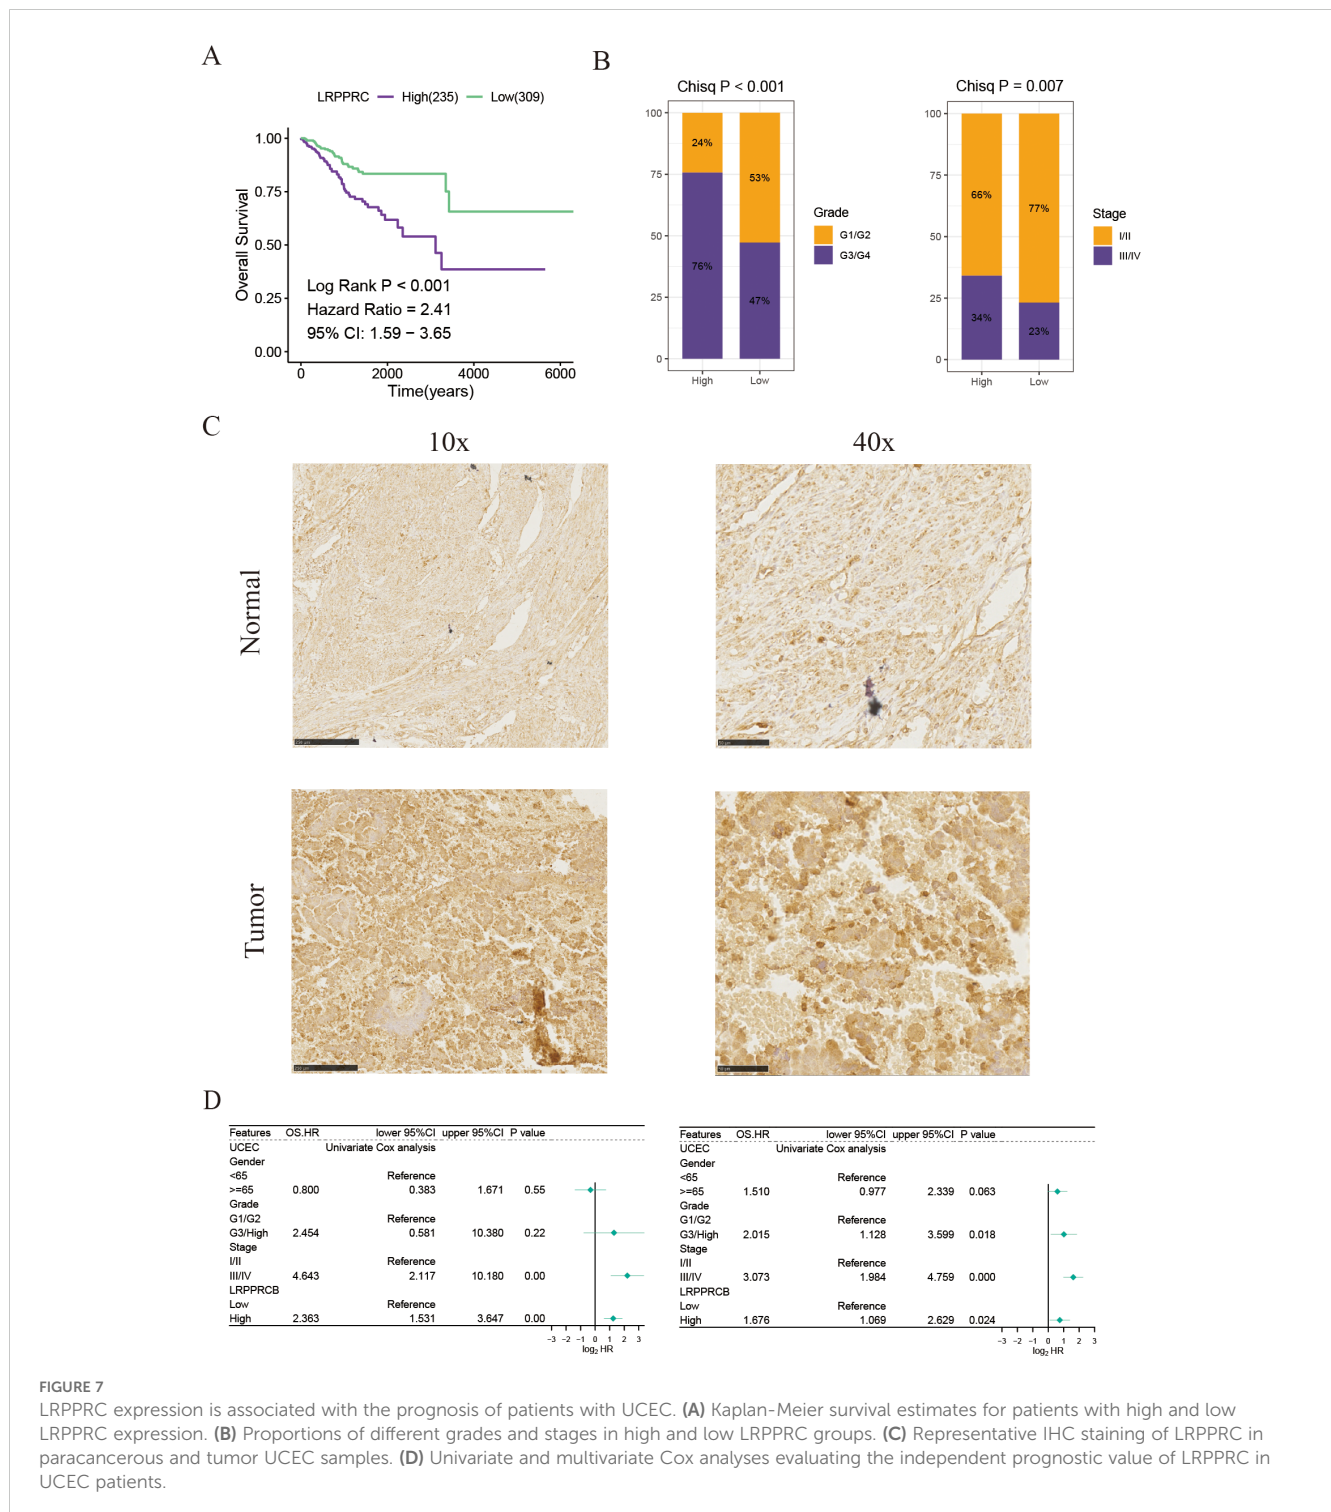 A
LRPPRC High(235) Low(309)
Overall Survival
1.00
0.75
0.50
0.25
0.00
Log Rank P < 0.001
Hazard Ratio = 2.41
95% CI: 1.59 – 3.65
0 2000 4000 6000
Time(years)
B
Chisq P < 0.001
100
75
50
25
0
24%
53%
76%
47%
High Low
Grade
G1/G2
G3/G4
Chisq P = 0.007
100
75
50
25
0
66%
77%
34%
23%
High Low
Stage
I/II
III/IV
C
10x 40x
Normal
Tumor
D
Features OS.HR lower 95%CI upper 95%CI P value
UCEC Univariate Cox analysis
Gender
<65 Reference
>=65 0.800 0.383 1.671 0.55
Grade
G1/G2 Reference
G3/High 2.454 0.581 10.380 0.22
Stage
I/II Reference
III/IV 4.643 2.117 10.180 0.00
LRPPRCB
Low Reference
High 2.363 1.531 3.647 0.00
−3 −2 −1 0 1 2 3
log₂ HR
Features OS.HR lower 95%CI upper 95%CI P value
UCEC Univariate Cox analysis
Gender
<65 Reference
>=65 1.510 0.977 2.339 0.063
Grade
G1/G2 Reference
G3/High 2.015 1.128 3.599 0.018
Stage
I/II Reference
III/IV 3.073 1.984 4.759 0.000
LRPPRCB
Low Reference
High 1.676 1.069 2.629 0.024
−3 −2 −1 0 1 2 3
log₂ HR
FIGURE 7
LRPPRC expression is associated with the prognosis of patients with UCEC. (A) Kaplan-Meier survival estimates for patients with high and low
LRPPRC expression. (B) Proportions of different grades and stages in high and low LRPPRC groups. (C) Representative IHC staining of LRPPRC in
paracancerous and tumor UCEC samples. (D) Univariate and multivariate Cox analyses evaluating the independent prognostic value of LRPPRC in
UCEC patients.